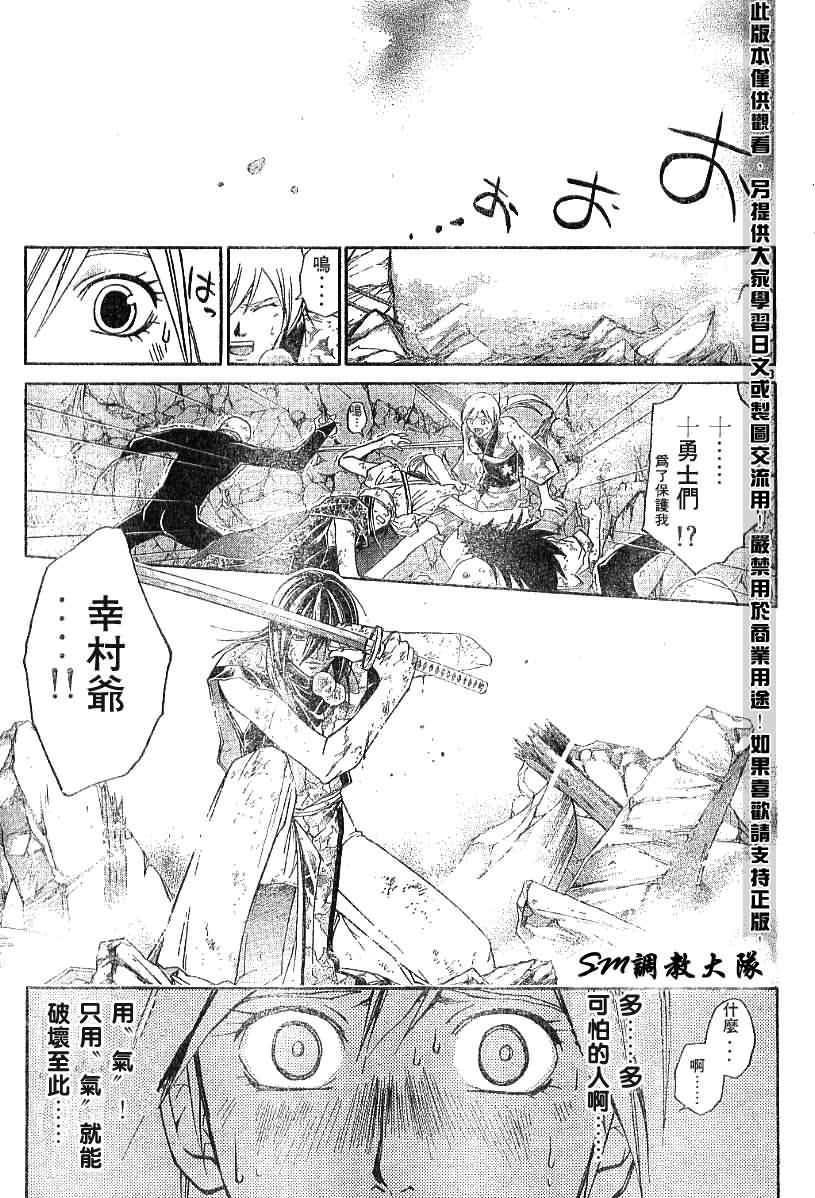 此版本僅供觀看，另提供大家學習日文或製圖交流用！嚴禁用於商業用途！如果喜歡請支持正版，
お
お
お
鳴……
お
十……
十勇士們
!?
爲了保護我
鳴…
幸村爺
……!!
SM調教大隊
什麼…
啊……
多……多
可怕的人啊……
用〝氣〞！
只用〝氣〞就能
破壞至此……